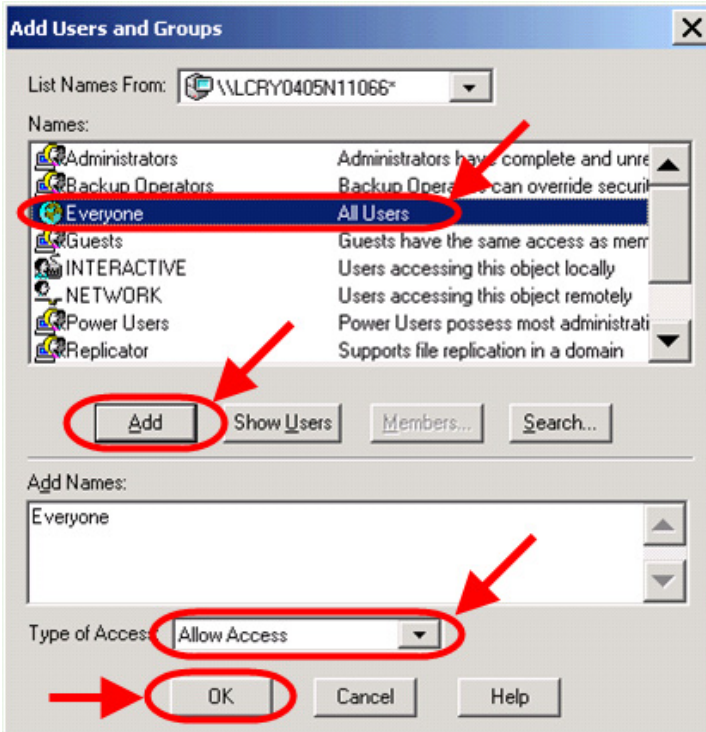 Add Users and Groups
List Names From: \\LCRY0405N11066*
Names:
Administrators Administrators have complete and unre
Backup Operators Backup Operators can override securit
Everyone All Users
Guests Guests have the same access as mem
INTERACTIVE Users accessing this object locally
NETWORK Users accessing this object remotely
Power Users Power Users possess most administrati
Replicator Supports file replication in a domain
Add Show Users Members... Search...
Add Names:
Everyone
Type of Access: Allow Access
OK Cancel Help